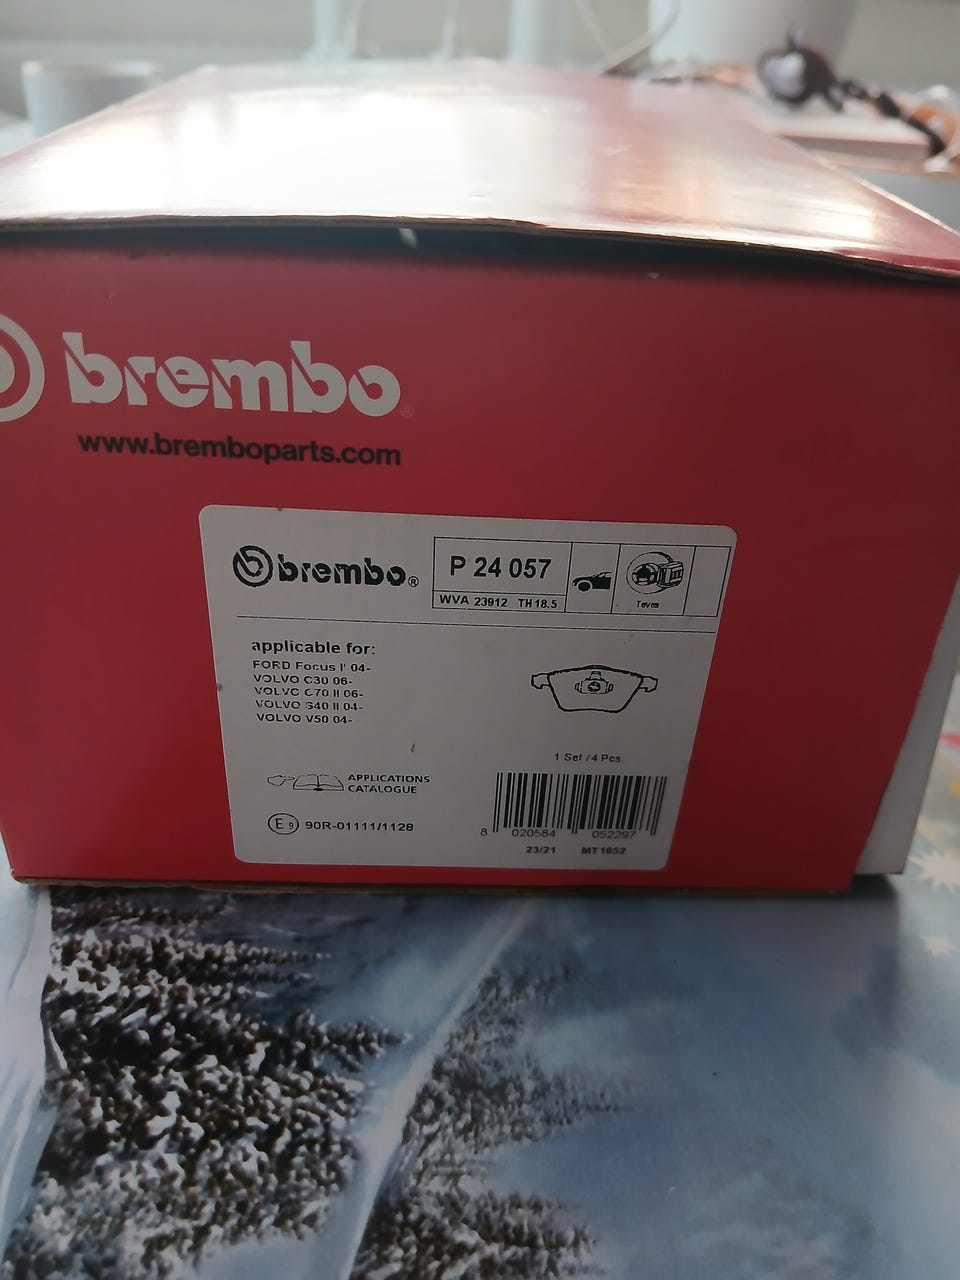 brembo®
www.bremboparts.com
brembo®
P 24 057
WVA 23912 TH 18.5
Teves
applicable for:
FORD Focus II 04-
VOLVO C30 06-
VOLVO C70 II 06-
VOLVO S40 II 04-
VOLVO V50 04-
1 Set / 4 Pcs.
APPLICATIONS
CATALOGUE
E9 90R-01111/1128
8 020584 052297
23/21 MT1652